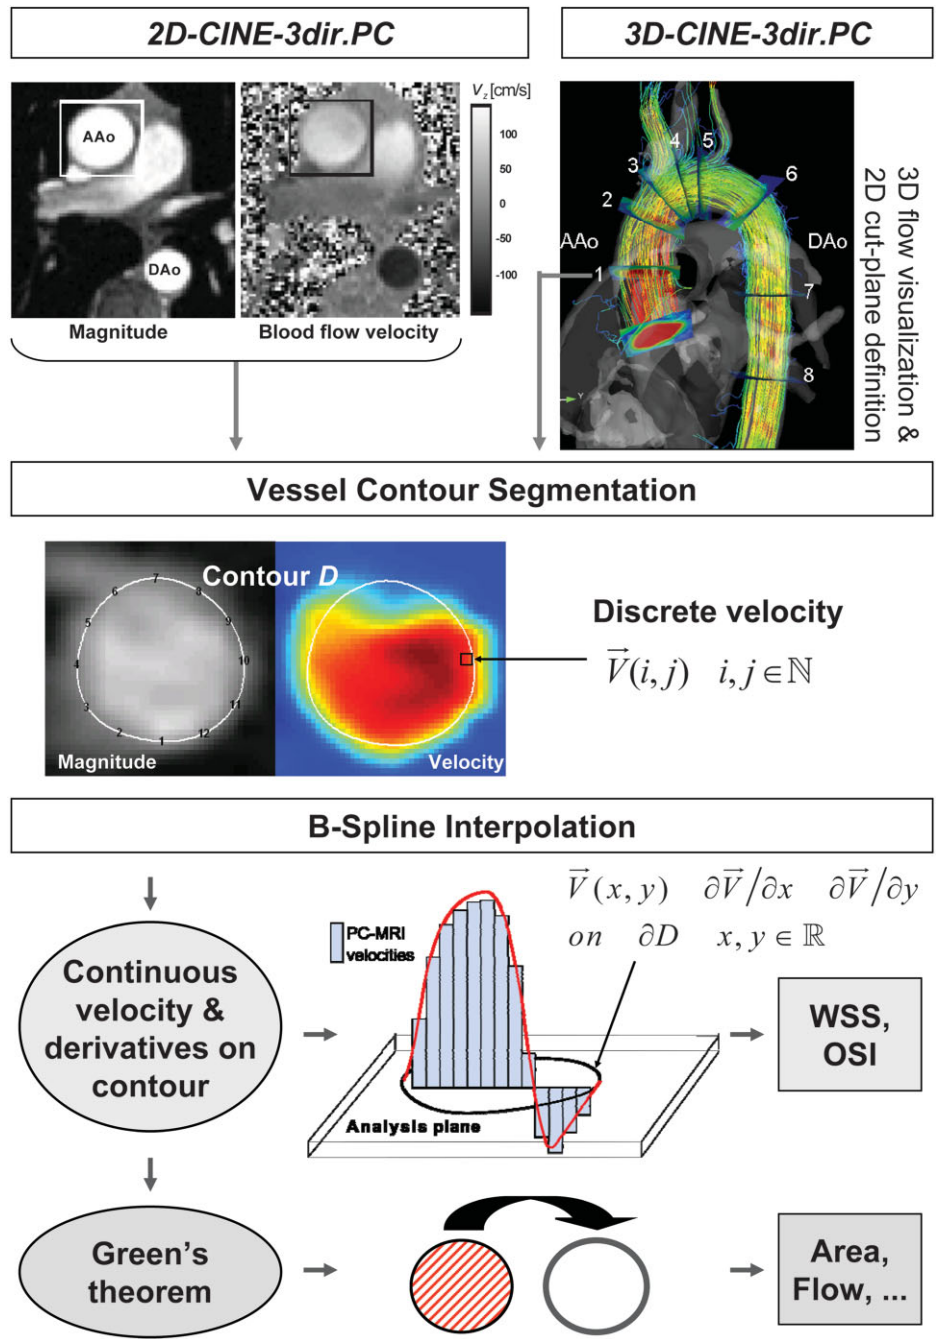 2D-CINE-3dir.PC
3D-CINE-3dir.PC
AAo
DAo
Magnitude
Blood flow velocity
Vz [cm/s]
100
50
0
-50
-100
1
2
3
4
5
6
7
8
AAo
DAo
Y
3D flow visualization &
2D cut-plane definition
Vessel Contour Segmentation
Contour D
1
2
3
4
5
6
7
8
9
10
11
12
Magnitude
Velocity
Discrete velocity
V⃗(i, j) i, j ∈ ℕ
B-Spline Interpolation
Continuous
velocity &
derivatives on
contour
PC-MRI
velocities
V⃗(x, y) ∂V⃗/∂x ∂V⃗/∂y
on ∂D x, y ∈ ℝ
Analysis plane
WSS,
OSI
Green's
theorem
Area,
Flow, ...